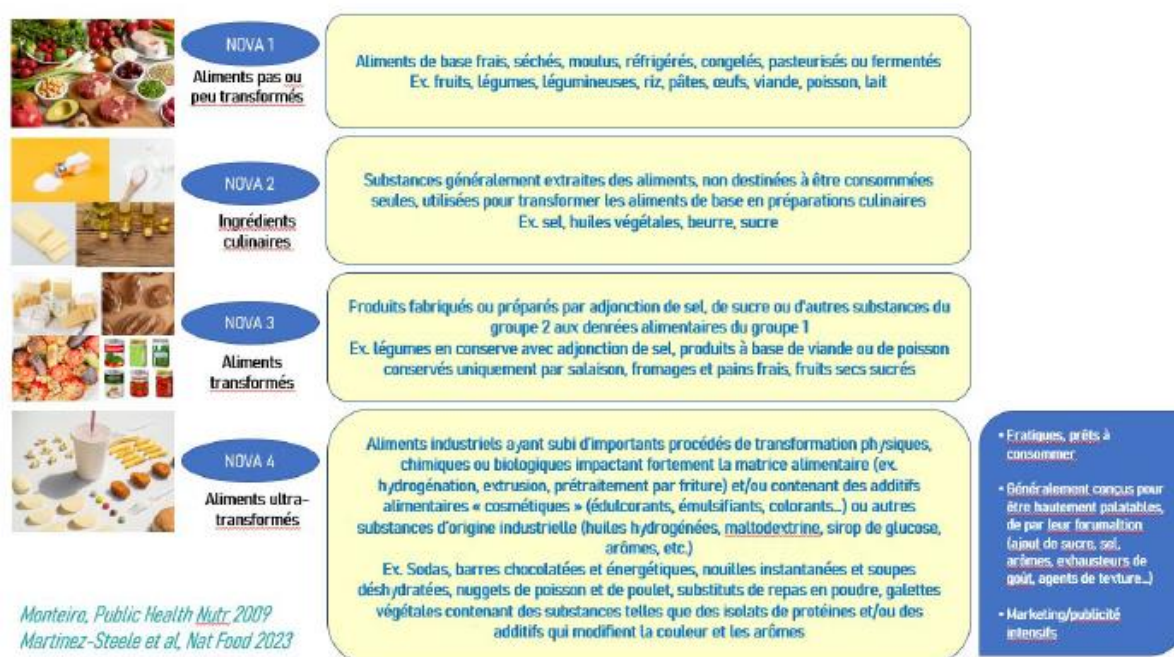 NOVA 1
Aliments pas ou
peu transformés
Aliments de base frais, séchés, moulus, réfrigérés, congelés, pasteurisés ou fermentés
Ex. fruits, légumes, légumineuses, riz, pâtes, œufs, viande, poisson, lait
NOVA 2
Ingrédients
culinaires
Substances généralement extraites des aliments, non destinées à être consommées
seules, utilisées pour transformer les aliments de base en préparations culinaires
Ex. sel, huiles végétales, beurre, sucre
NOVA 3
Aliments
transformés
Produits fabriqués ou préparés par adjonction de sel, de sucre ou d'autres substances du
groupe 2 aux denrées alimentaires du groupe 1
Ex. légumes en conserve avec adjonction de sel, produits à base de viande ou de poisson
conservés uniquement par salaison, fromages et pains frais, fruits secs sucrés
NOVA 4
Aliments ultra-
transformés
Aliments industriels ayant subi d'importants procédés de transformation physiques,
chimiques ou biologiques impactant fortement la matrice alimentaire (ex.
hydrogénation, extrusion, prétraitement par friture) et/ou contenant des additifs
alimentaires « cosmétiques » (édulcorants, émulsifiants, colorants...) ou autres
substances d'origine industrielle (huiles hydrogénées, maltodextrine, sirop de glucose,
arômes, etc.)
Ex. Sodas, barres chocolatées et énergétiques, nouilles instantanées et soupes
déshydratées, nuggets de poisson et de poulet, substituts de repas en poudre, galettes
végétales contenant des substances telles que des isolats de protéines et/ou des
additifs qui modifient la couleur et les arômes
• Pratiques, prêts à
consommer
• Généralement conçus pour
être hautement palatables,
de par leur forumaltion
(ajout de sucre, sel,
arômes, exhausteurs de
goût, agents de texture...)
• Marketing/publicité
intensifs
Monteiro, Public Health Nutr 2009
Martinez-Steele et al, Nat Food 2023